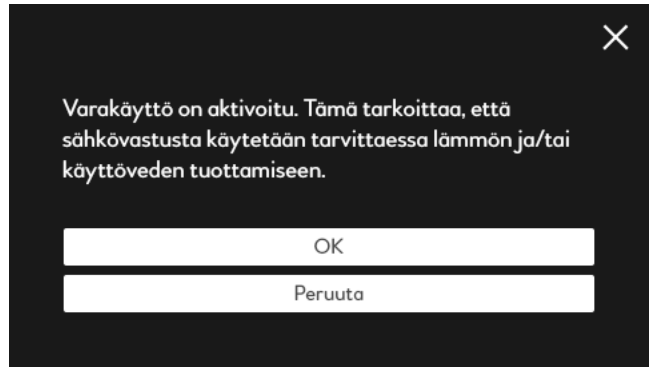 Varakäyttö on aktivoitu. Tämä tarkoittaa, että
sähkövastusta käytetään tarvittaessa lämmön ja/tai
käyttöveden tuottamiseen.
OK
Peruuta